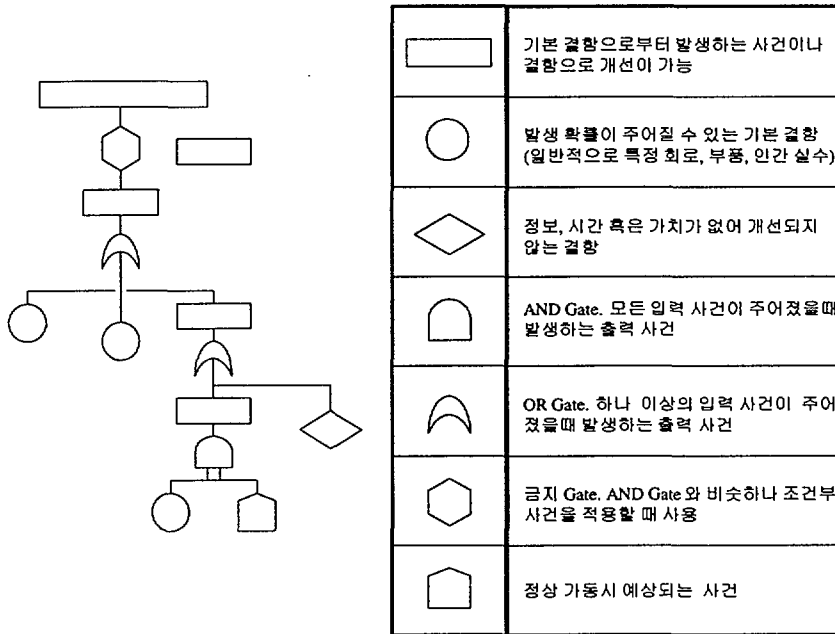 기본 결함으로부터 발생하는 사건이나
결함으로 개선이 가능
발생 확률이 주어질 수 있는 기본 결함
(일반적으로 특정 회로, 부품, 인간 실수)
정보, 시간 혹은 가치가 없어 개선되지
않는 결함
AND Gate. 모든 입력 사건이 주어졌을때
발생하는 출력 사건
OR Gate. 하나 이상의 입력 사건이 주어
졌을때 발생하는 출력 사건
금지 Gate. AND Gate 와 비슷하나 조건부
사건을 적용할 때 사용
정상 가동시 예상되는 사건